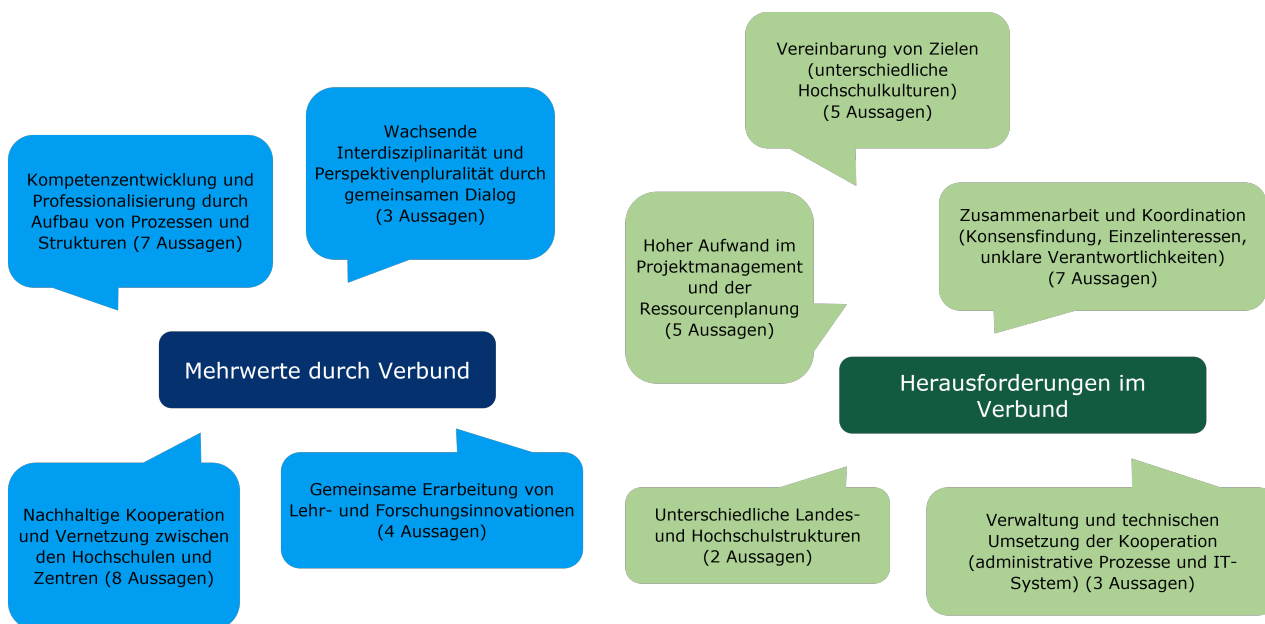 Kompetenzentwicklung und
Professionalisierung durch
Aufbau von Prozessen und
Strukturen (7 Aussagen)
Wachsende
Interdisziplinarität und
Perspektivenpluralität durch
gemeinsamen Dialog
(3 Aussagen)
Mehrwerte durch Verbund
Nachhaltige Kooperation
und Vernetzung zwischen
den Hochschulen und
Zentren (8 Aussagen)
Gemeinsame Erarbeitung von
Lehr- und Forschungsinnovationen
(4 Aussagen)
Vereinbarung von Zielen
(unterschiedliche
Hochschulkulturen)
(5 Aussagen)
Hoher Aufwand im
Projektmanagement
und der
Ressourcenplanung
(5 Aussagen)
Zusammenarbeit und Koordination
(Konsensfindung, Einzelinteressen,
unklare Verantwortlichkeiten)
(7 Aussagen)
Herausforderungen im
Verbund
Unterschiedliche Landes-
und Hochschulstrukturen
(2 Aussagen)
Verwaltung und technischen
Umsetzung der Kooperation
(administrative Prozesse und IT-
System) (3 Aussagen)